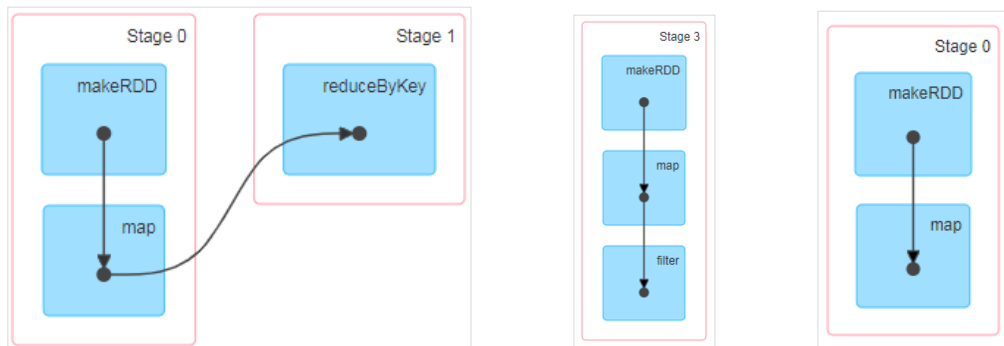 Stage 0
makeRDD
map
Stage 1
reduceByKey
Stage 3
makeRDD
map
filter
Stage 0
makeRDD
map